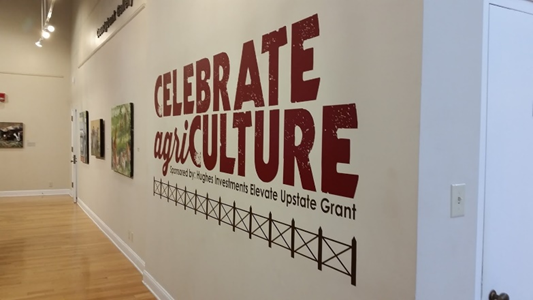 CELEBRATE
agriCULTURE
Sponsored by: Hughes Investments Elevate Upstate Grant